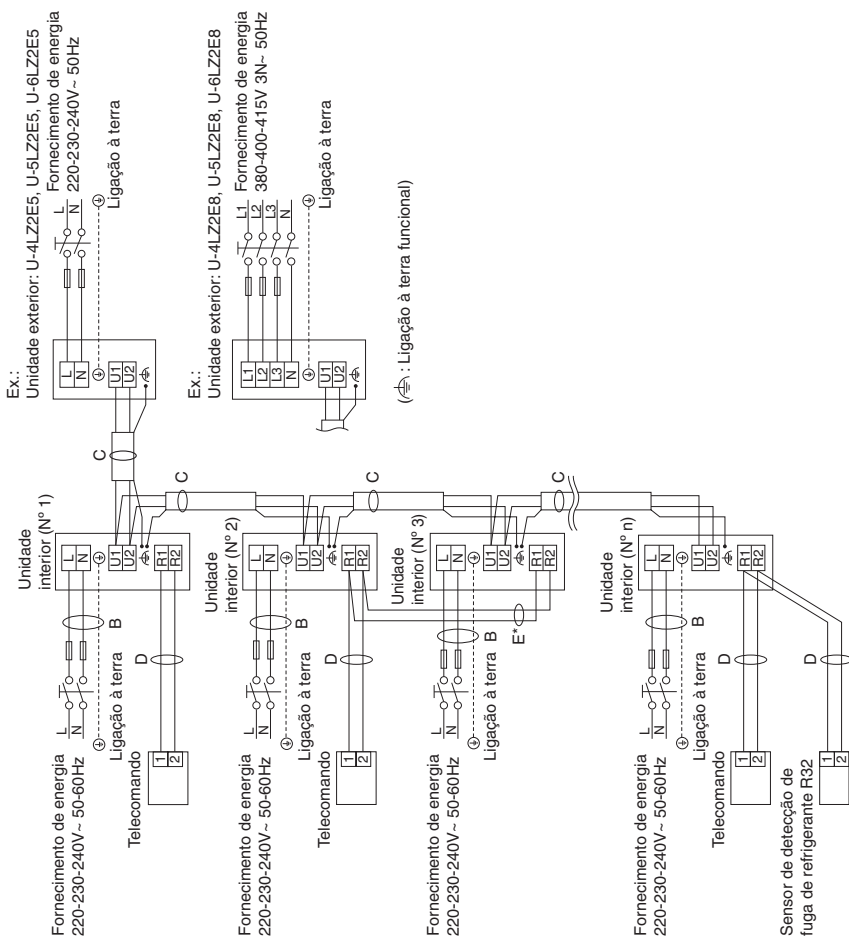 Ex.:
Unidade exterior: U-4LZ2E5, U-5LZ2E5, U-6LZ2E5
Fornecimento de energia
220-230-240V~ 50Hz
L
N
Ligação à terra
L
N
U1
U2
C
Ex.:
Unidade exterior: U-4LZ2E8, U-5LZ2E8, U-6LZ2E8
Fornecimento de energia
380-400-415V 3N~ 50Hz
L1
L2
L3
N
Ligação à terra
L1
L2
L3
N
U1
U2
( : Ligação à terra funcional)
Unidade
interior (Nº 1)
L
N
U1
U2
R1
R2
C
B
D
L
N
Ligação à terra
Fornecimento de energia
220-230-240V~ 50-60Hz
Telecomando
1
2
Unidade
interior (Nº 2)
L
N
U1
U2
R1
R2
C
B
D
L
N
Ligação à terra
Fornecimento de energia
220-230-240V~ 50-60Hz
Telecomando
1
2
Unidade
interior (Nº 3)
L
N
U1
U2
R1
R2
C
B
E*
L
N
Ligação à terra
Fornecimento de energia
220-230-240V~ 50-60Hz
Unidade
interior (Nº n)
L
N
U1
U2
R1
R2
B
D
L
N
Ligação à terra
Fornecimento de energia
220-230-240V~ 50-60Hz
Telecomando
1
2
D
Sensor de detecção de
fuga de refrigerante R32
1
2